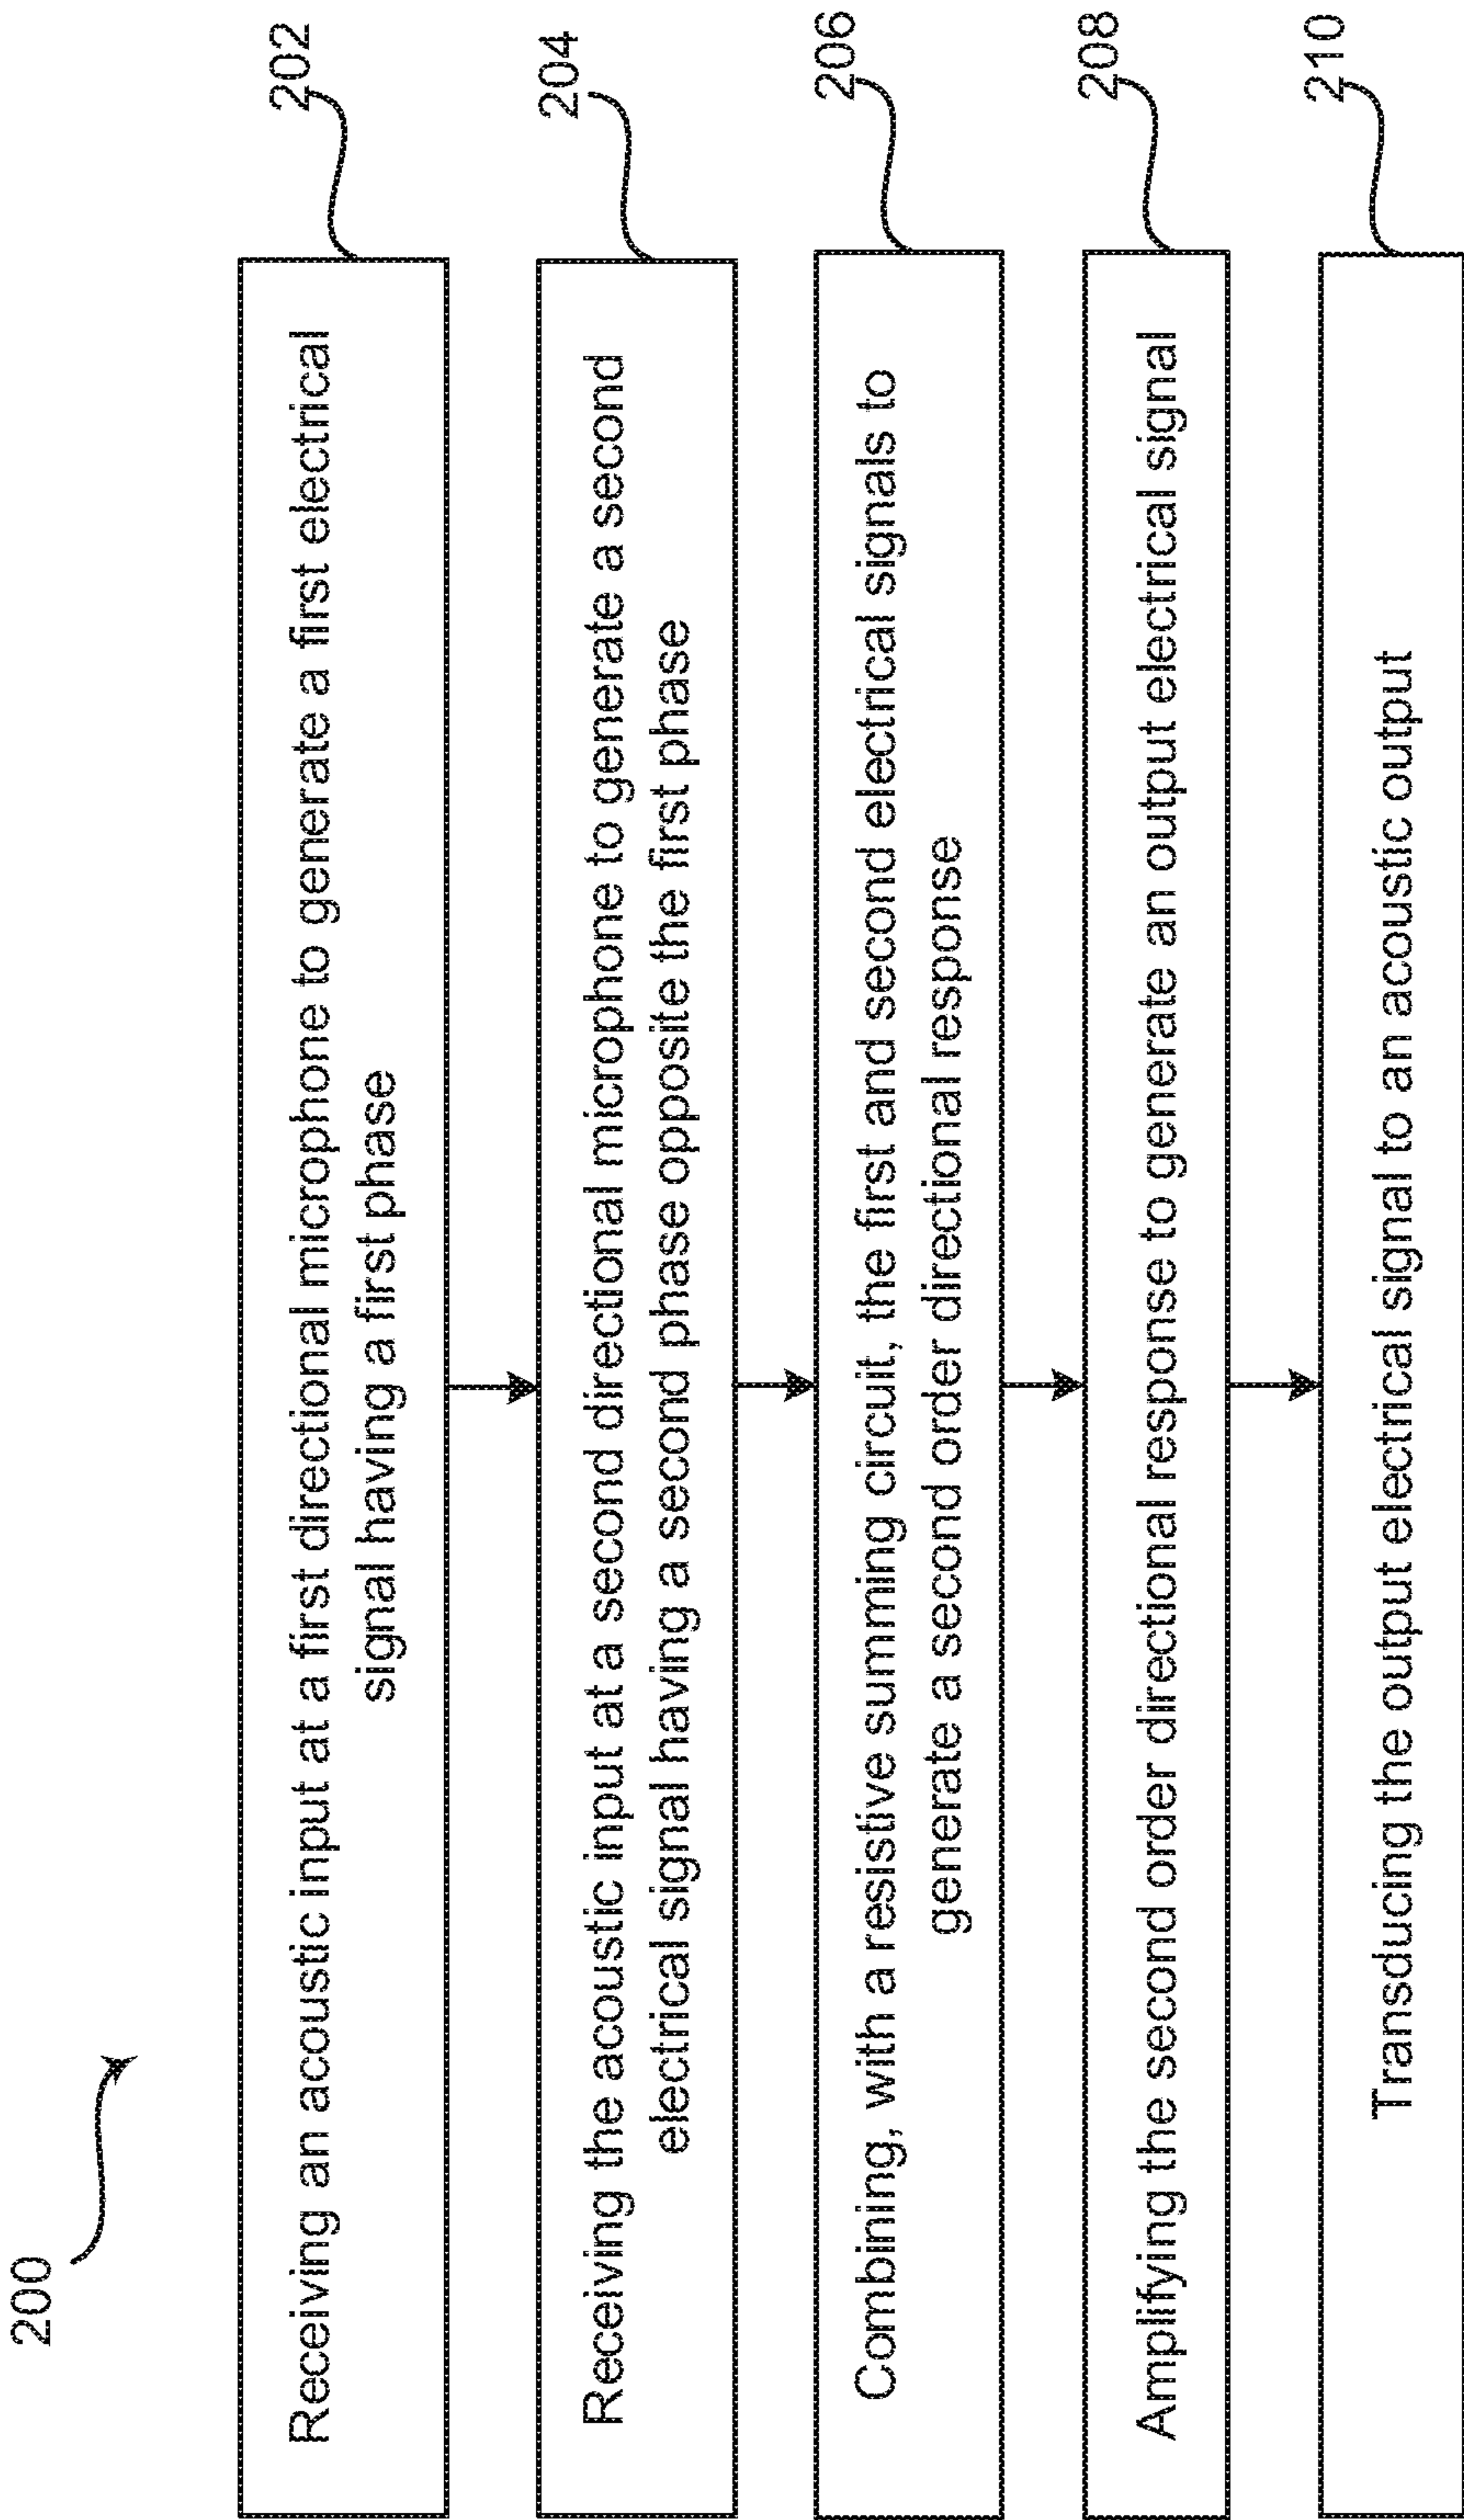 200
Receiving an acoustic input at a first directional microphone to generate a first electrical
signal having a first phase
202
Receiving the acoustic input at a second directional microphone to generate a second
electrical signal having a second phase opposite the first phase
204
Combining, with a resistive summing circuit, the first and second electrical signals to
generate a second order directional response
206
Amplifying the second order directional response to generate an output electrical signal
208
Transducing the output electrical signal to an acoustic output
210